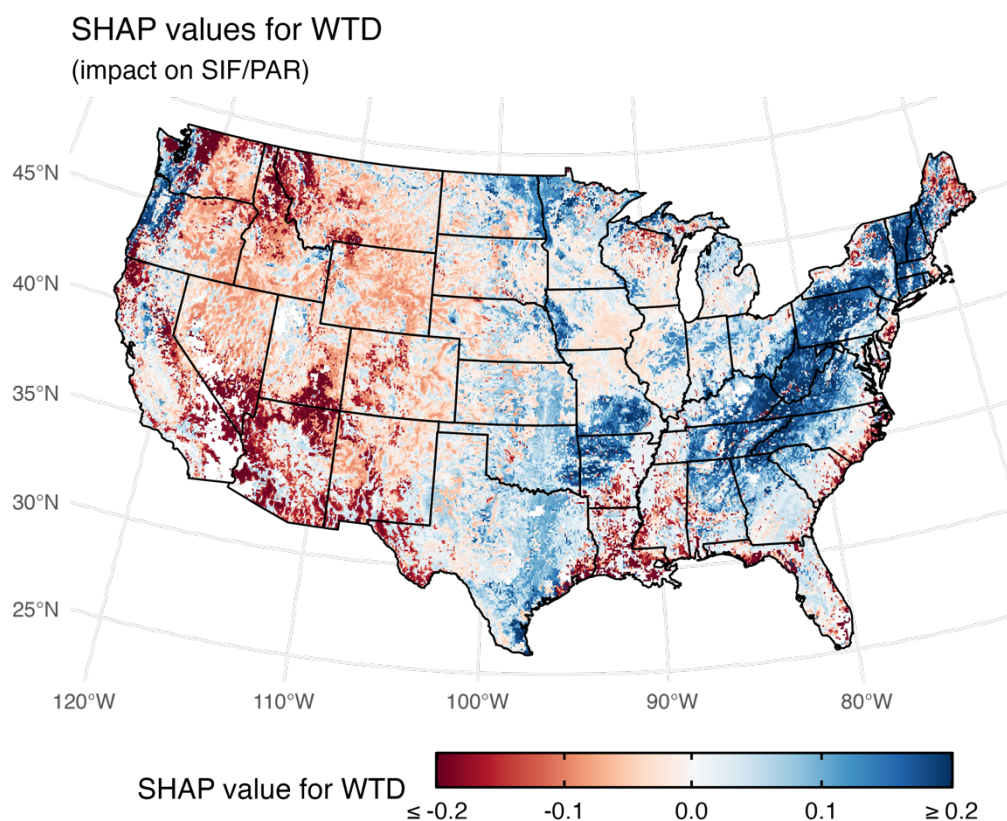 SHAP values for WTD
(impact on SIF/PAR)
45°N
40°N
35°N
30°N
25°N
120°W 110°W 100°W 90°W 80°W
SHAP value for WTD
≤ -0.2 -0.1 0.0 0.1 ≥ 0.2